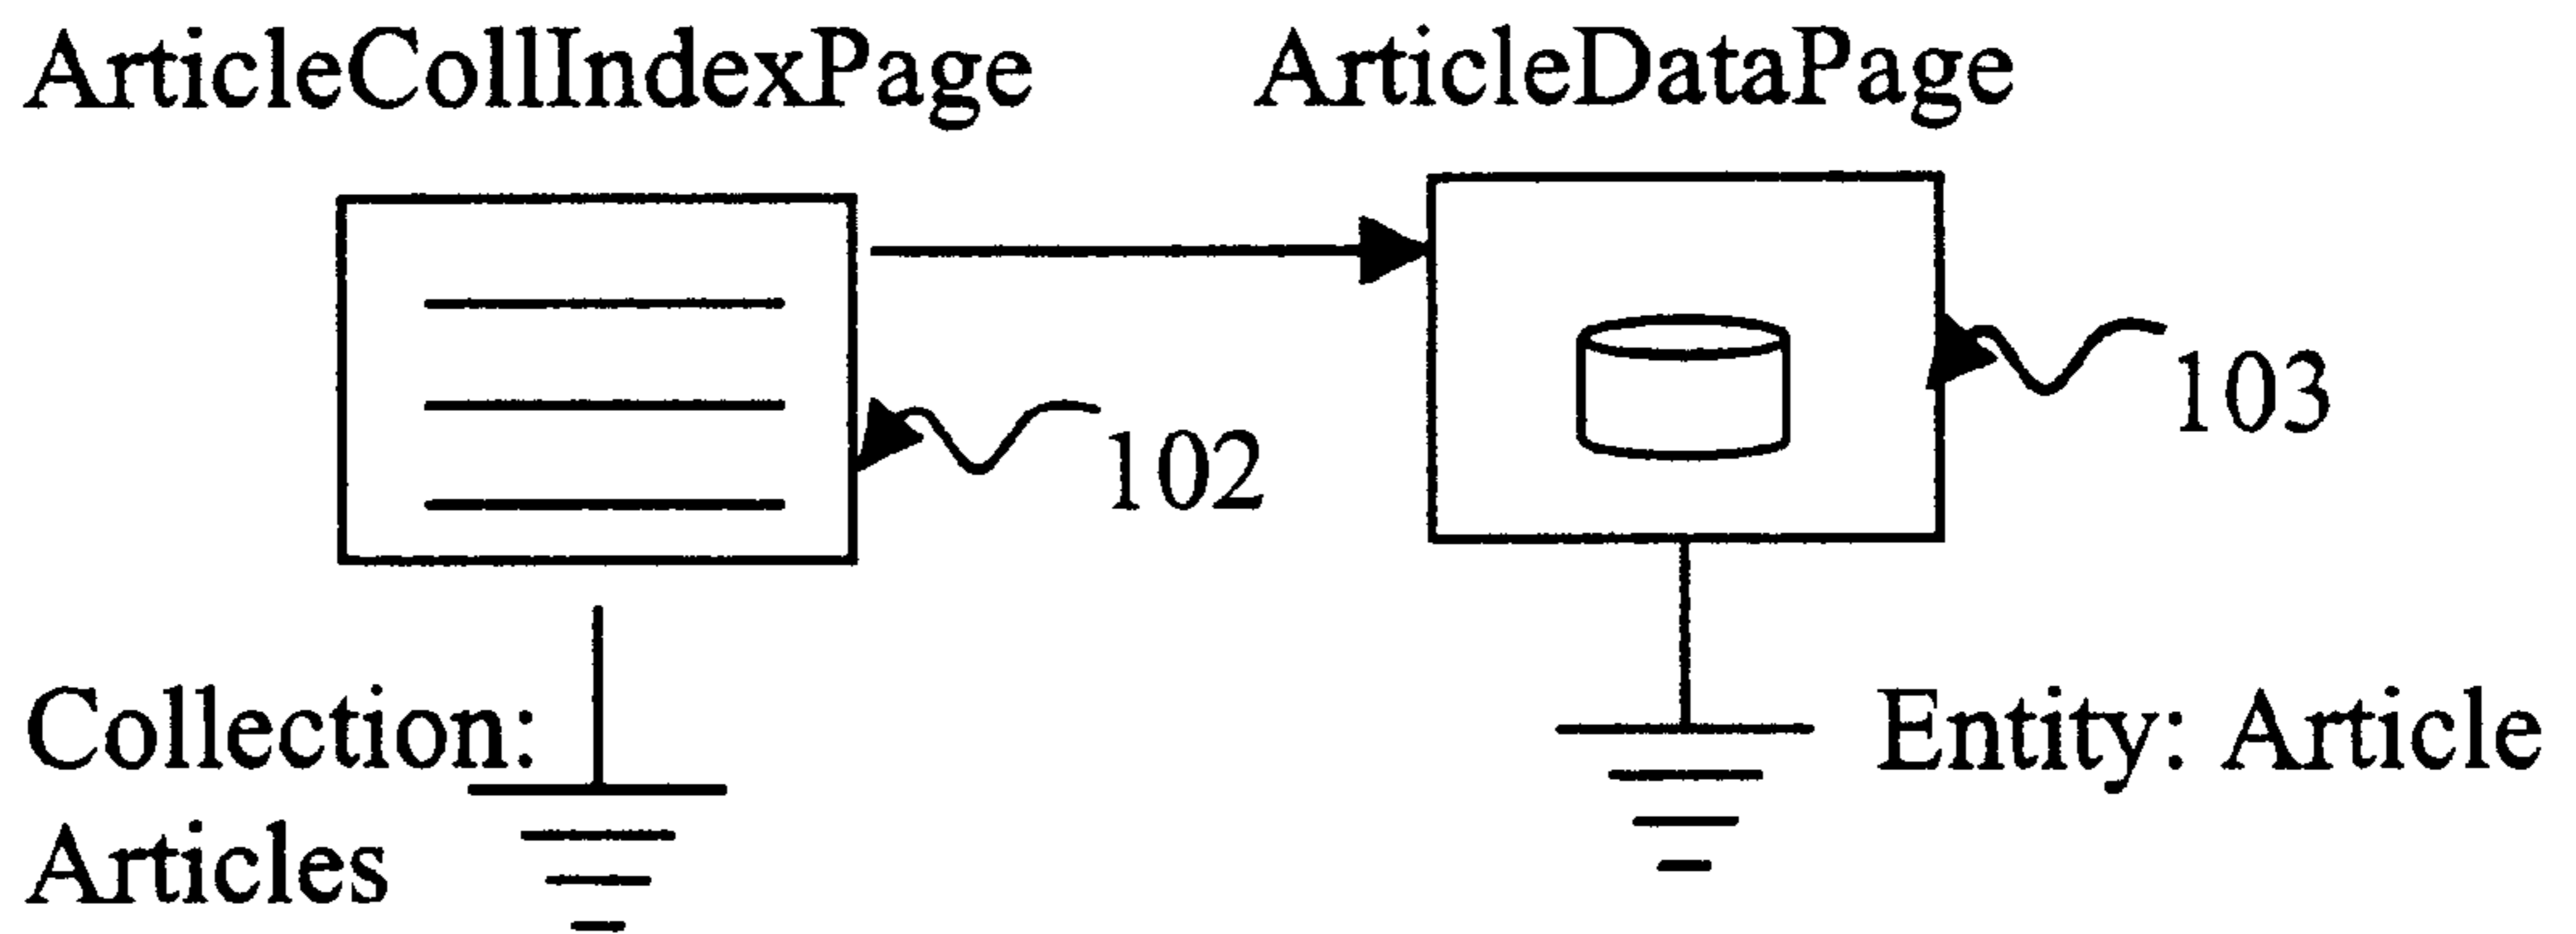 ArticleCollIndexPage
ArticleDataPage
102
103
Collection:
Articles
Entity: Article